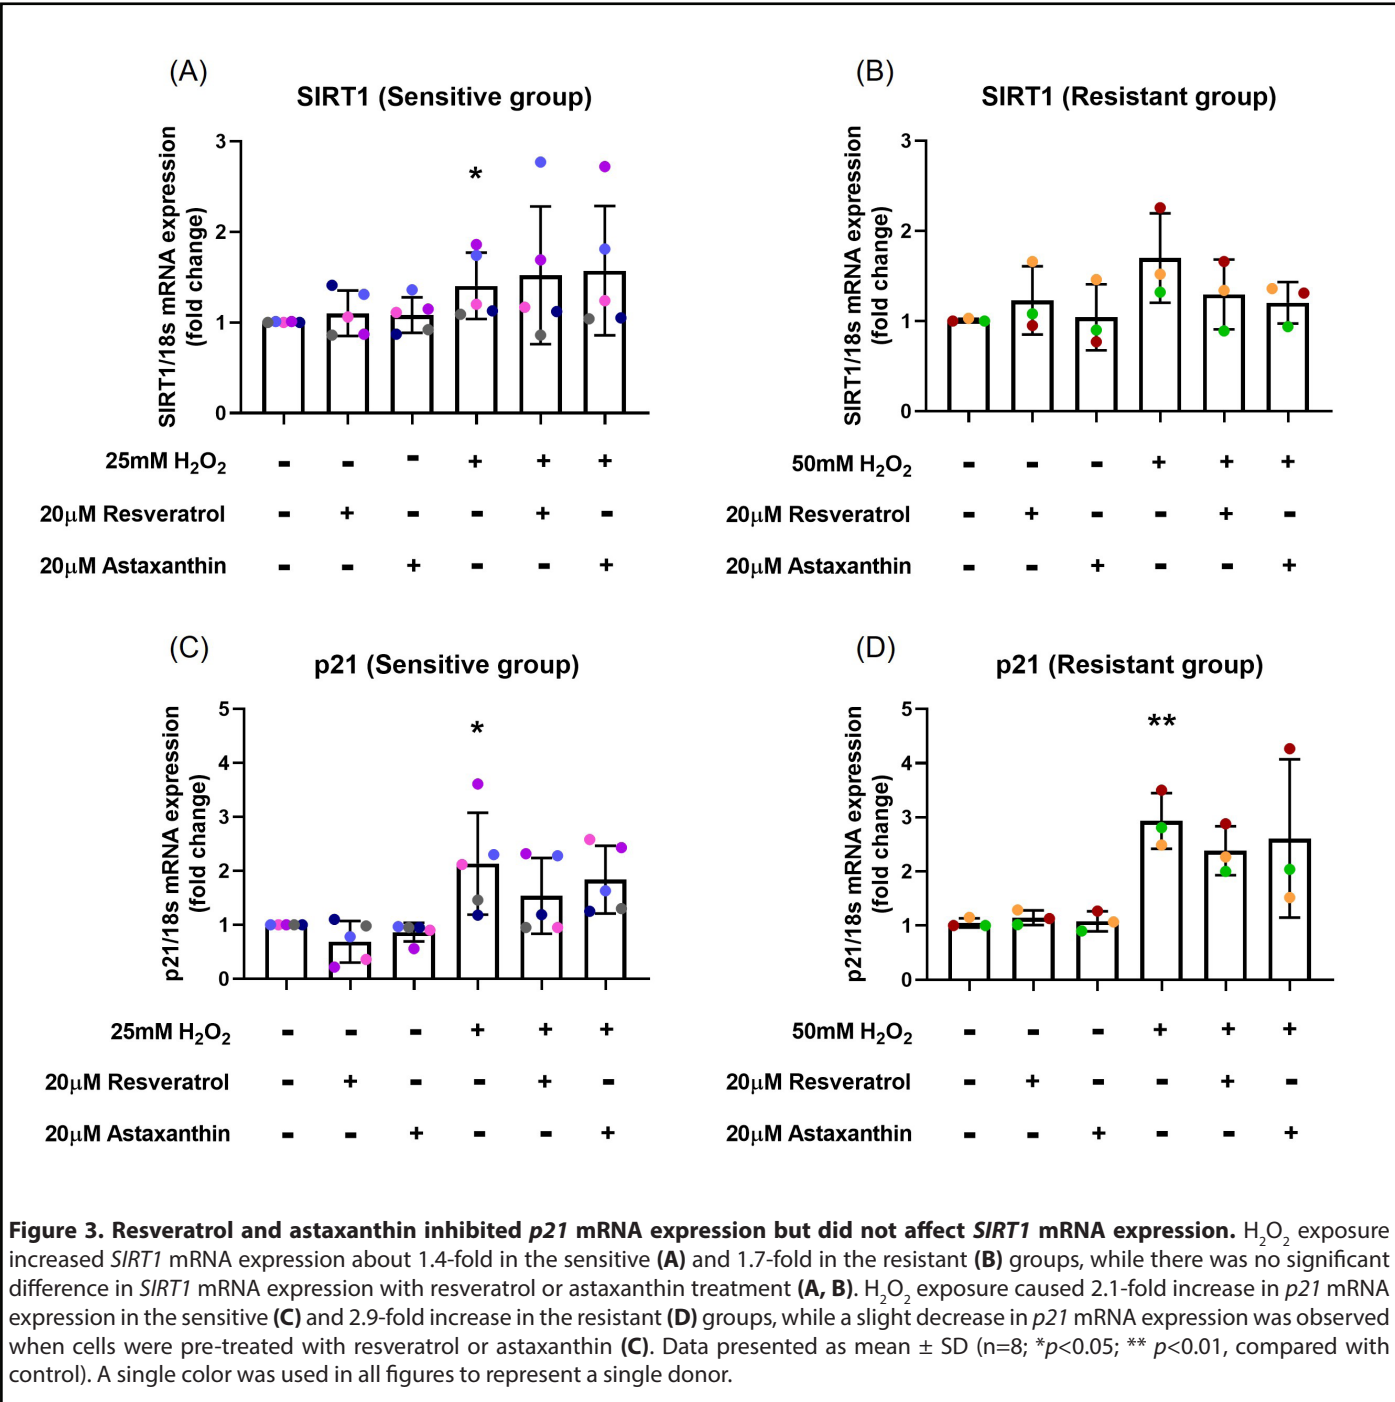 (A)
SIRT1 (Sensitive group)
SIRT1/18s mRNA expression
(fold change)
3
2
1
0
*
25mM H₂O₂ - - - + + +
20μM Resveratrol - + - - + -
20μM Astaxanthin - - + - - +
(B)
SIRT1 (Resistant group)
SIRT1/18s mRNA expression
(fold change)
3
2
1
0
50mM H₂O₂ - - - + + +
20μM Resveratrol - + - - + -
20μM Astaxanthin - - + - - +
(C)
p21 (Sensitive group)
p21/18s mRNA expression
(fold change)
5
4
3
2
1
0
*
25mM H₂O₂ - - - + + +
20μM Resveratrol - + - - + -
20μM Astaxanthin - - + - - +
(D)
p21 (Resistant group)
p21/18s mRNA expression
(fold change)
5
4
3
2
1
0
**
50mM H₂O₂ - - - + + +
20μM Resveratrol - + - - + -
20μM Astaxanthin - - + - - +
Figure 3. Resveratrol and astaxanthin inhibited p21 mRNA expression but did not affect SIRT1 mRNA expression. H₂O₂ exposure
increased SIRT1 mRNA expression about 1.4-fold in the sensitive (A) and 1.7-fold in the resistant (B) groups, while there was no significant
difference in SIRT1 mRNA expression with resveratrol or astaxanthin treatment (A, B). H₂O₂ exposure caused 2.1-fold increase in p21 mRNA
expression in the sensitive (C) and 2.9-fold increase in the resistant (D) groups, while a slight decrease in p21 mRNA expression was observed
when cells were pre-treated with resveratrol or astaxanthin (C). Data presented as mean ± SD (n=8; *p<0.05; ** p<0.01, compared with
control). A single color was used in all figures to represent a single donor.